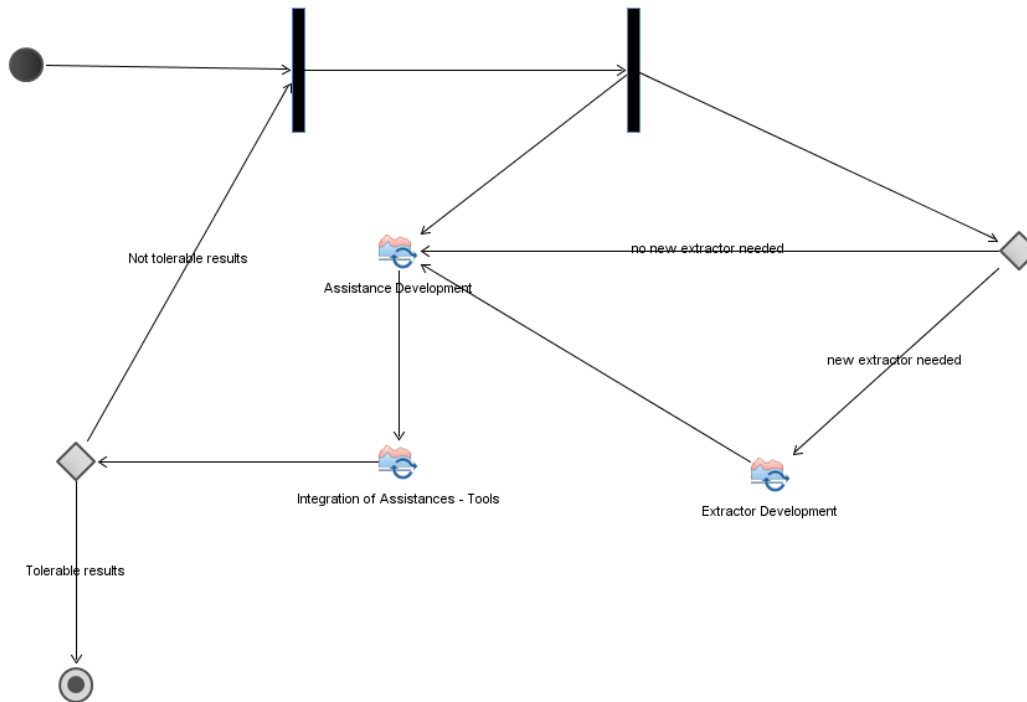 no new extractor needed
Not tolerable results
Assistance Development
new extractor needed
Integration of Assistances - Tools
Extractor Development
Tolerable results